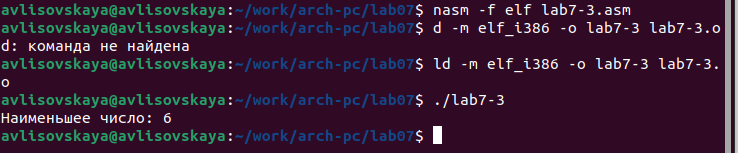 avlisovskaya@avlisovskaya:~/work/arch-pc/lab07$ nasm -f elf lab7-3.asm
avlisovskaya@avlisovskaya:~/work/arch-pc/lab07$ d -m elf_i386 -o lab7-3 lab7-3.o
d: команда не найдена
avlisovskaya@avlisovskaya:~/work/arch-pc/lab07$ ld -m elf_i386 -o lab7-3 lab7-3.
o
avlisovskaya@avlisovskaya:~/work/arch-pc/lab07$ ./lab7-3
Наименьшее число: 6
avlisovskaya@avlisovskaya:~/work/arch-pc/lab07$